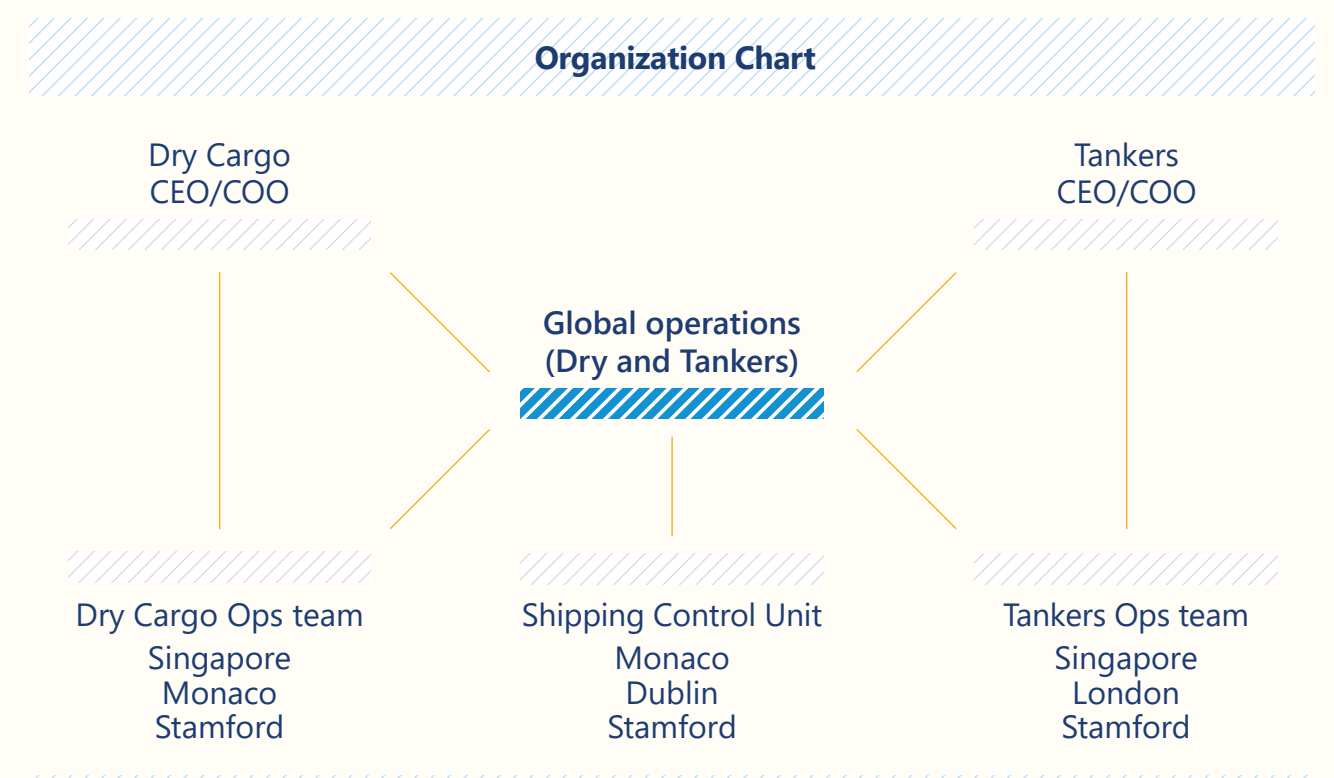 Organization Chart
Dry Cargo
CEO/COO
Tankers
CEO/COO
Global operations
(Dry and Tankers)
Dry Cargo Ops team
Singapore
Monaco
Stamford
Shipping Control Unit
Monaco
Dublin
Stamford
Tankers Ops team
Singapore
London
Stamford